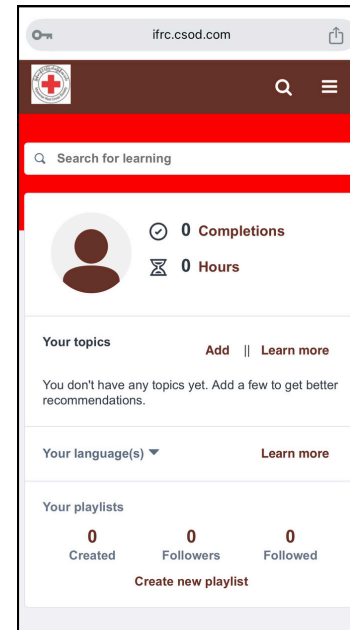 ifrc.csod.com
Search for learning
0 Completions
0 Hours
Your topics
Add || Learn more
You don't have any topics yet. Add a few to get better
recommendations.
Your language(s)
Learn more
Your playlists
0 0 0
Created Followers Followed
Create new playlist